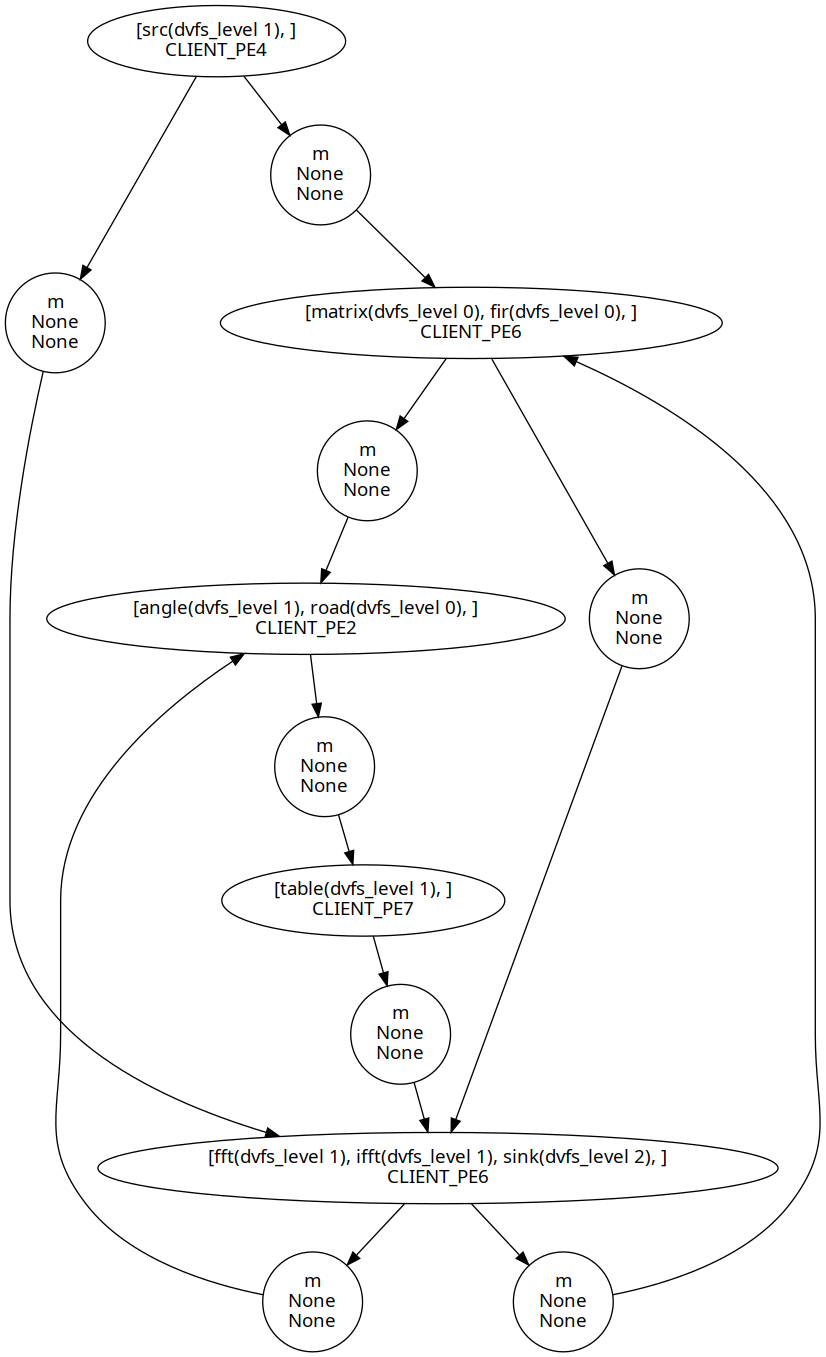 [src(dvfs_level 1), ]
CLIENT_PE4
m
None
None
m
None
None
[matrix(dvfs_level 0), fir(dvfs_level 0), ]
CLIENT_PE6
m
None
None
m
None
None
[angle(dvfs_level 1), road(dvfs_level 0), ]
CLIENT_PE2
m
None
None
[table(dvfs_level 1), ]
CLIENT_PE7
m
None
None
[fft(dvfs_level 1), ifft(dvfs_level 1), sink(dvfs_level 2), ]
CLIENT_PE6
m
None
None
m
None
None